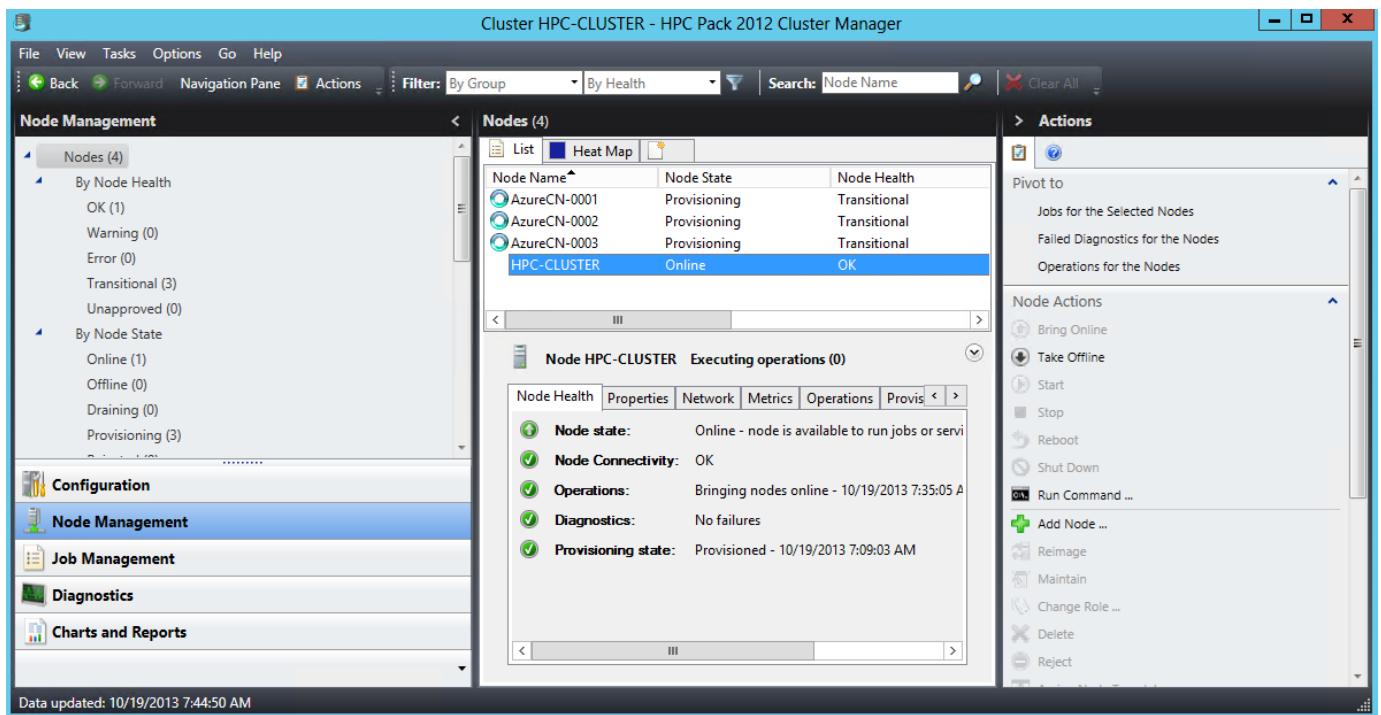 Cluster HPC-CLUSTER - HPC Pack 2012 Cluster Manager
File View Tasks Options Go Help
Back Forward Navigation Pane Actions Filter: By Group By Health Search: Node Name Clear All
Node Management
Nodes (4)
By Node Health
OK (1)
Warning (0)
Error (0)
Transitional (3)
Unapproved (0)
By Node State
Online (1)
Offline (0)
Draining (0)
Provisioning (3)
Configuration
Node Management
Job Management
Diagnostics
Charts and Reports
Nodes (4)
List Heat Map
Node Name Node State Node Health
AzureCN-0001 Provisioning Transitional
AzureCN-0002 Provisioning Transitional
AzureCN-0003 Provisioning Transitional
HPC-CLUSTER Online OK
Node HPC-CLUSTER Executing operations (0)
Node Health Properties Network Metrics Operations Provis
Node state: Online - node is available to run jobs or servi
Node Connectivity: OK
Operations: Bringing nodes online - 10/19/2013 7:35:05 A
Diagnostics: No failures
Provisioning state: Provisioned - 10/19/2013 7:09:03 AM
Actions
Pivot to
Jobs for the Selected Nodes
Failed Diagnostics for the Nodes
Operations for the Nodes
Node Actions
Bring Online
Take Offline
Start
Stop
Reboot
Shut Down
Run Command ...
Add Node ...
Reimage
Maintain
Change Role ...
Delete
Reject
Data updated: 10/19/2013 7:44:50 AM